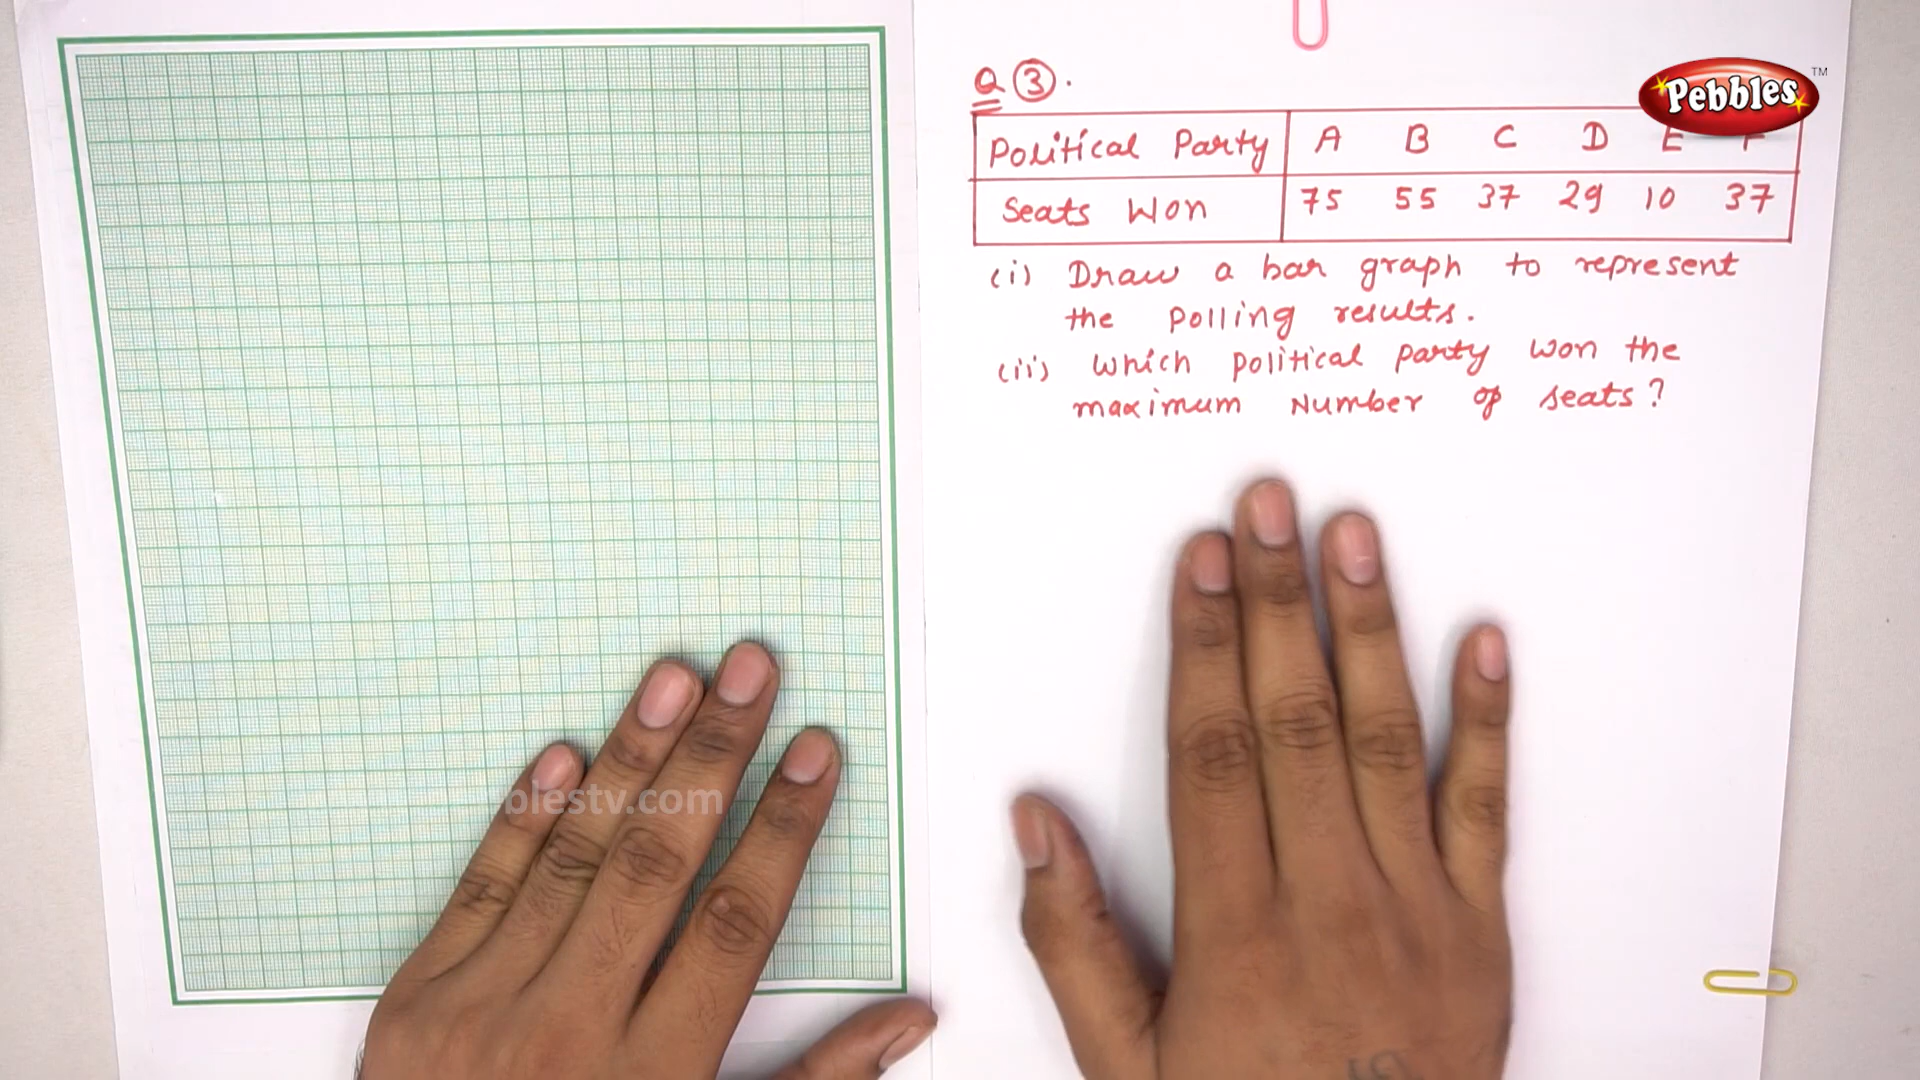 Pebbles TM
Q ③.
Political Party A B C D E F
Seats Won 75 55 37 29 10 37
(i) Draw a bar graph to represent
the polling results.
(ii) Which political party won the
maximum Number of seats?
blestv.com